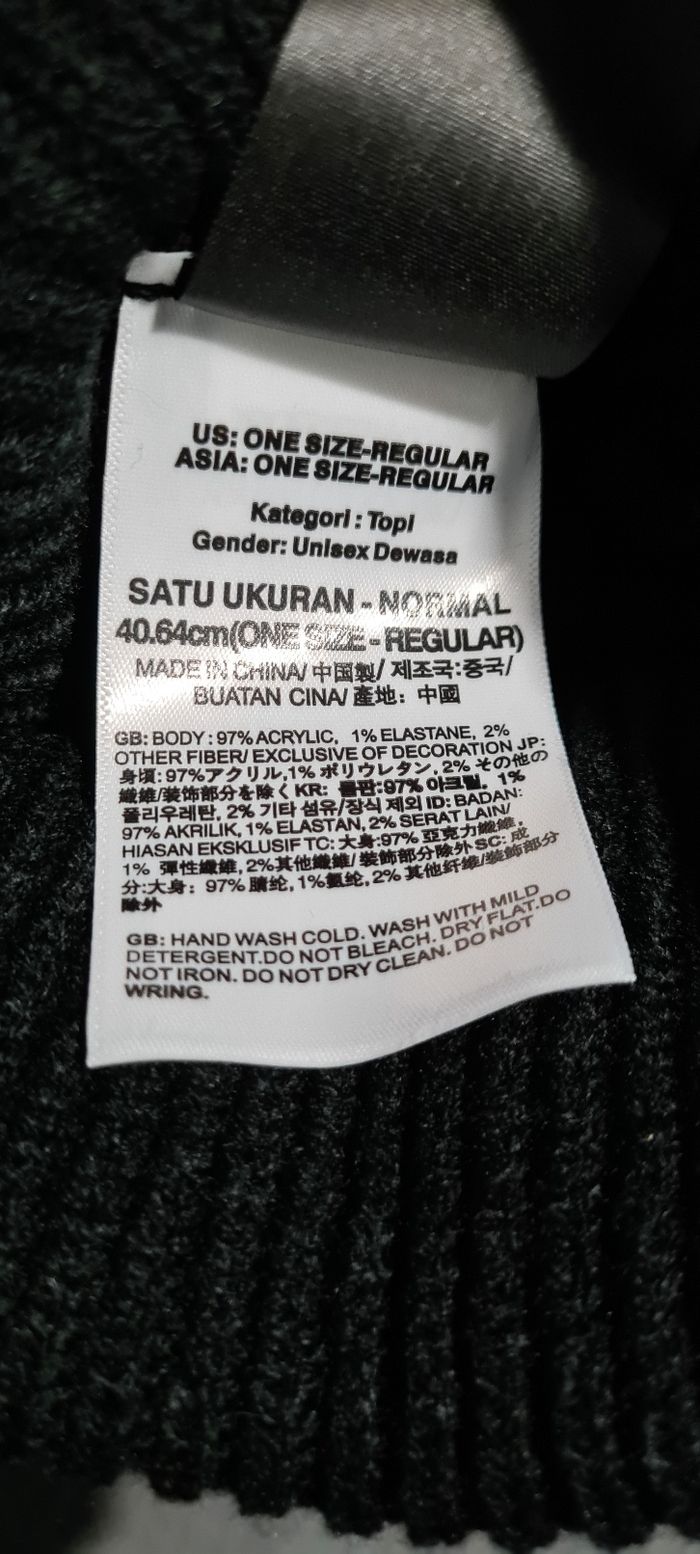 US: ONE SIZE-REGULAR
ASIA: ONE SIZE-REGULAR
Kategori : Topi
Gender: Unisex Dewasa
SATU UKURAN - NORMAL
40.64cm(ONE SIZE - REGULAR)
MADE IN CHINA/ 中国製/ 제조국:중국/
BUATAN CINA/ 產地: 中國
GB: BODY : 97% ACRYLIC, 1% ELASTANE, 2%
OTHER FIBER/ EXCLUSIVE OF DECORATION JP:
身頃: 97%アクリル,1% ポリウレタン, 2% その他の
繊維/装飾部分を除く KR: 몸판:97% 아크릴, 1%
폴리우레탄, 2% 기타 섬유/장식 제외 ID: BADAN:
97% AKRILIK, 1% ELASTAN, 2% SERAT LAIN/
HIASAN EKSKLUSIF TC: 大身:97% 亞克力纖維,
1% 彈性纖維, 2%其他纖維/ 裝飾部分除外 SC: 成
分:大身: 97% 腈纶, 1%氨纶, 2% 其他纤维/装饰部分
除外
GB: HAND WASH COLD. WASH WITH MILD
DETERGENT.DO NOT BLEACH. DRY FLAT.DO
NOT IRON. DO NOT DRY CLEAN. DO NOT
WRING.